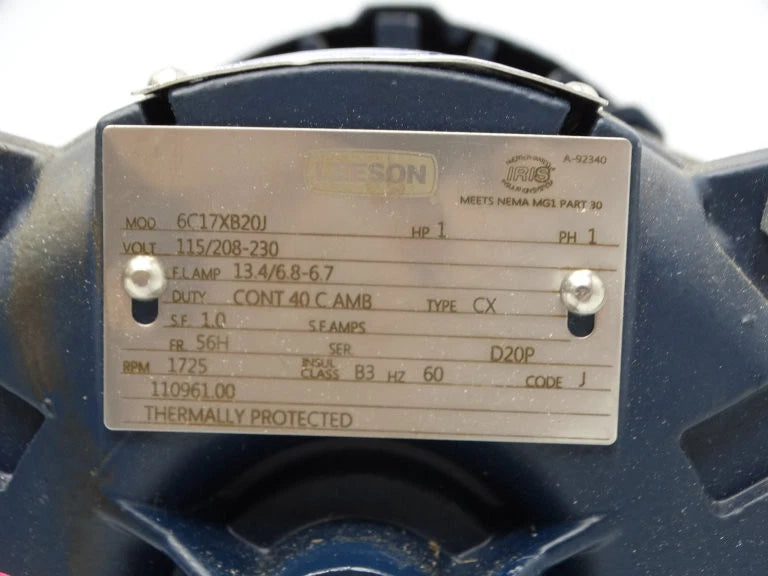 LEESON
IRIS
A-92340
MEETS NEMA MG1 PART 30
MOD 6C17XB20J HP 1 PH 1
VOLT 115/208-230
F.L.AMP 13.4/6.8-6.7
DUTY CONT 40 C AMB TYPE CX
S.F. 1.0 S.F.AMPS
FR 56H SER D20P
RPM 1725 INSUL CLASS B3 HZ 60 CODE J
110961.00
THERMALLY PROTECTED